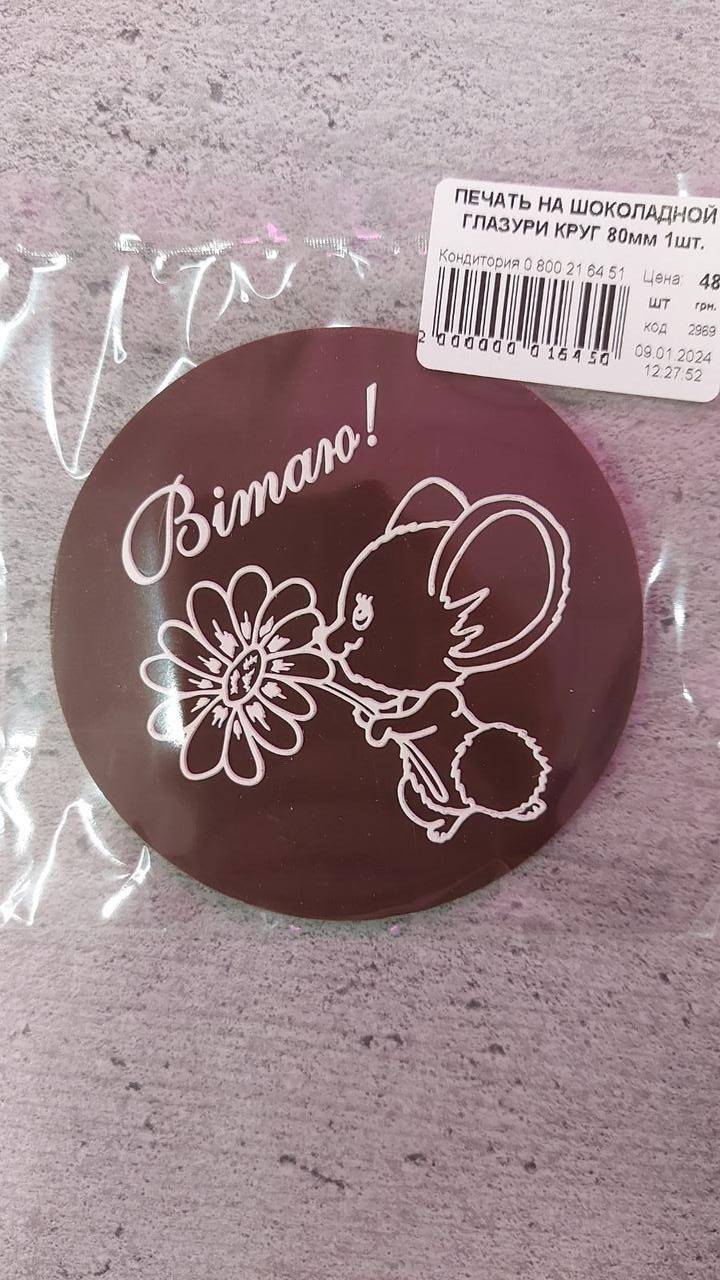 ПЕЧАТЬ НА ШОКОЛАДНОЙ
ГЛАЗУРИ КРУГ 80мм 1шт.
Кондитория 0 800 21 64 51
Цена: 48
шт грн.
код 2969
2 000000 016450
09.01.2024
12:27:52
Вітаю!